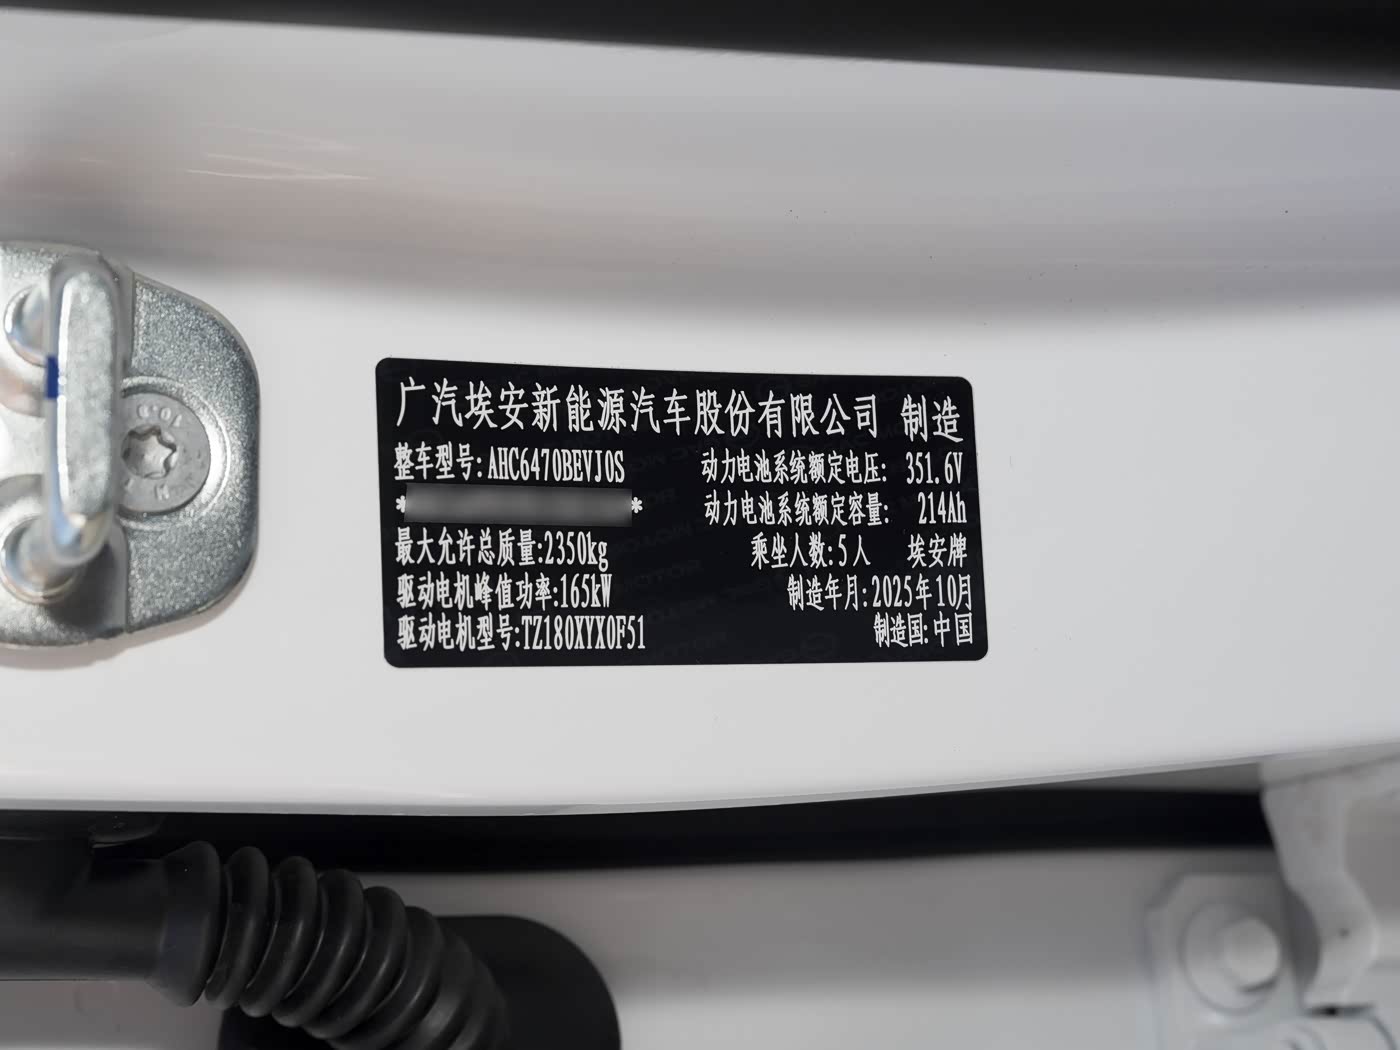 广汽埃安新能源汽车股份有限公司 制造
整车型号:AHC6470BEVJ0S 动力电池系统额定电压: 351.6V
* * 动力电池系统额定容量: 214Ah
最大允许总质量:2350kg 乘坐人数:5人 埃安牌
驱动电机峰值功率:165kW 制造年月:2025年10月
驱动电机型号:TZ180XYX0F51 制造国:中国
10.9